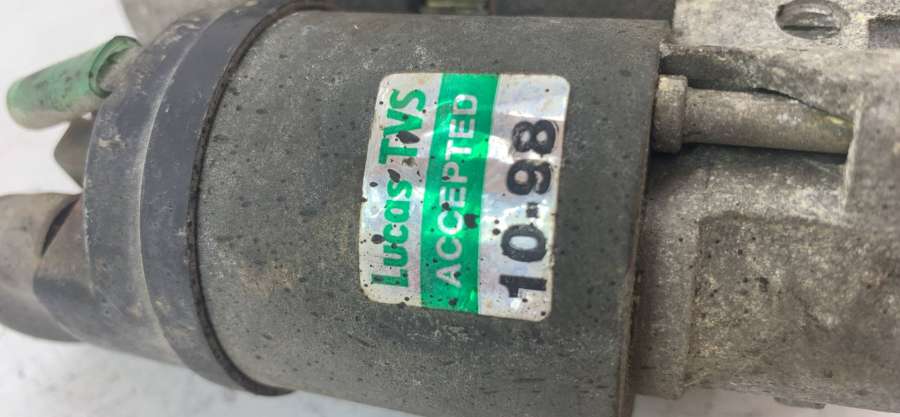 Lucas TVS
ACCEPTED
10-98